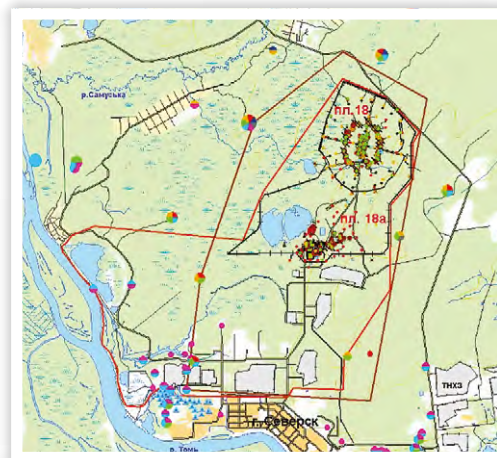 р.Самуська
пл.18
пл. 18а
ТНХЗ
г. Северск
р. Томь